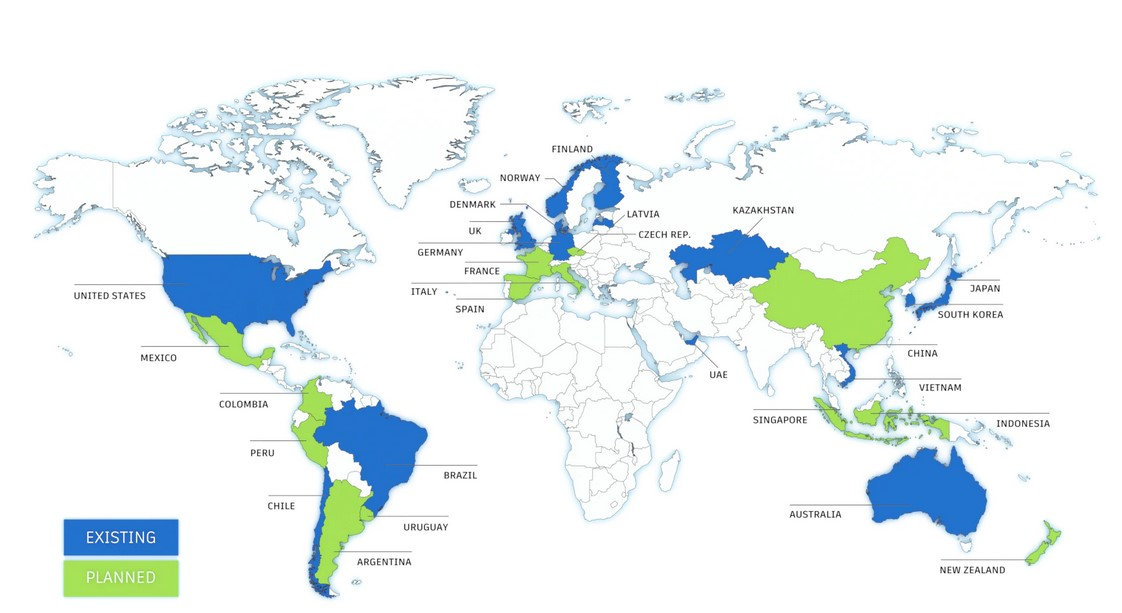 FINLAND
NORWAY
DENMARK
LATVIA
KAZAKHSTAN
UK
CZECH REP.
GERMANY
FRANCE
ITALY
SPAIN
UNITED STATES
JAPAN
SOUTH KOREA
MEXICO
CHINA
UAE
VIETNAM
COLOMBIA
SINGAPORE
INDONESIA
PERU
BRAZIL
CHILE
AUSTRALIA
URUGUAY
EXISTING
ARGENTINA
NEW ZEALAND
PLANNED